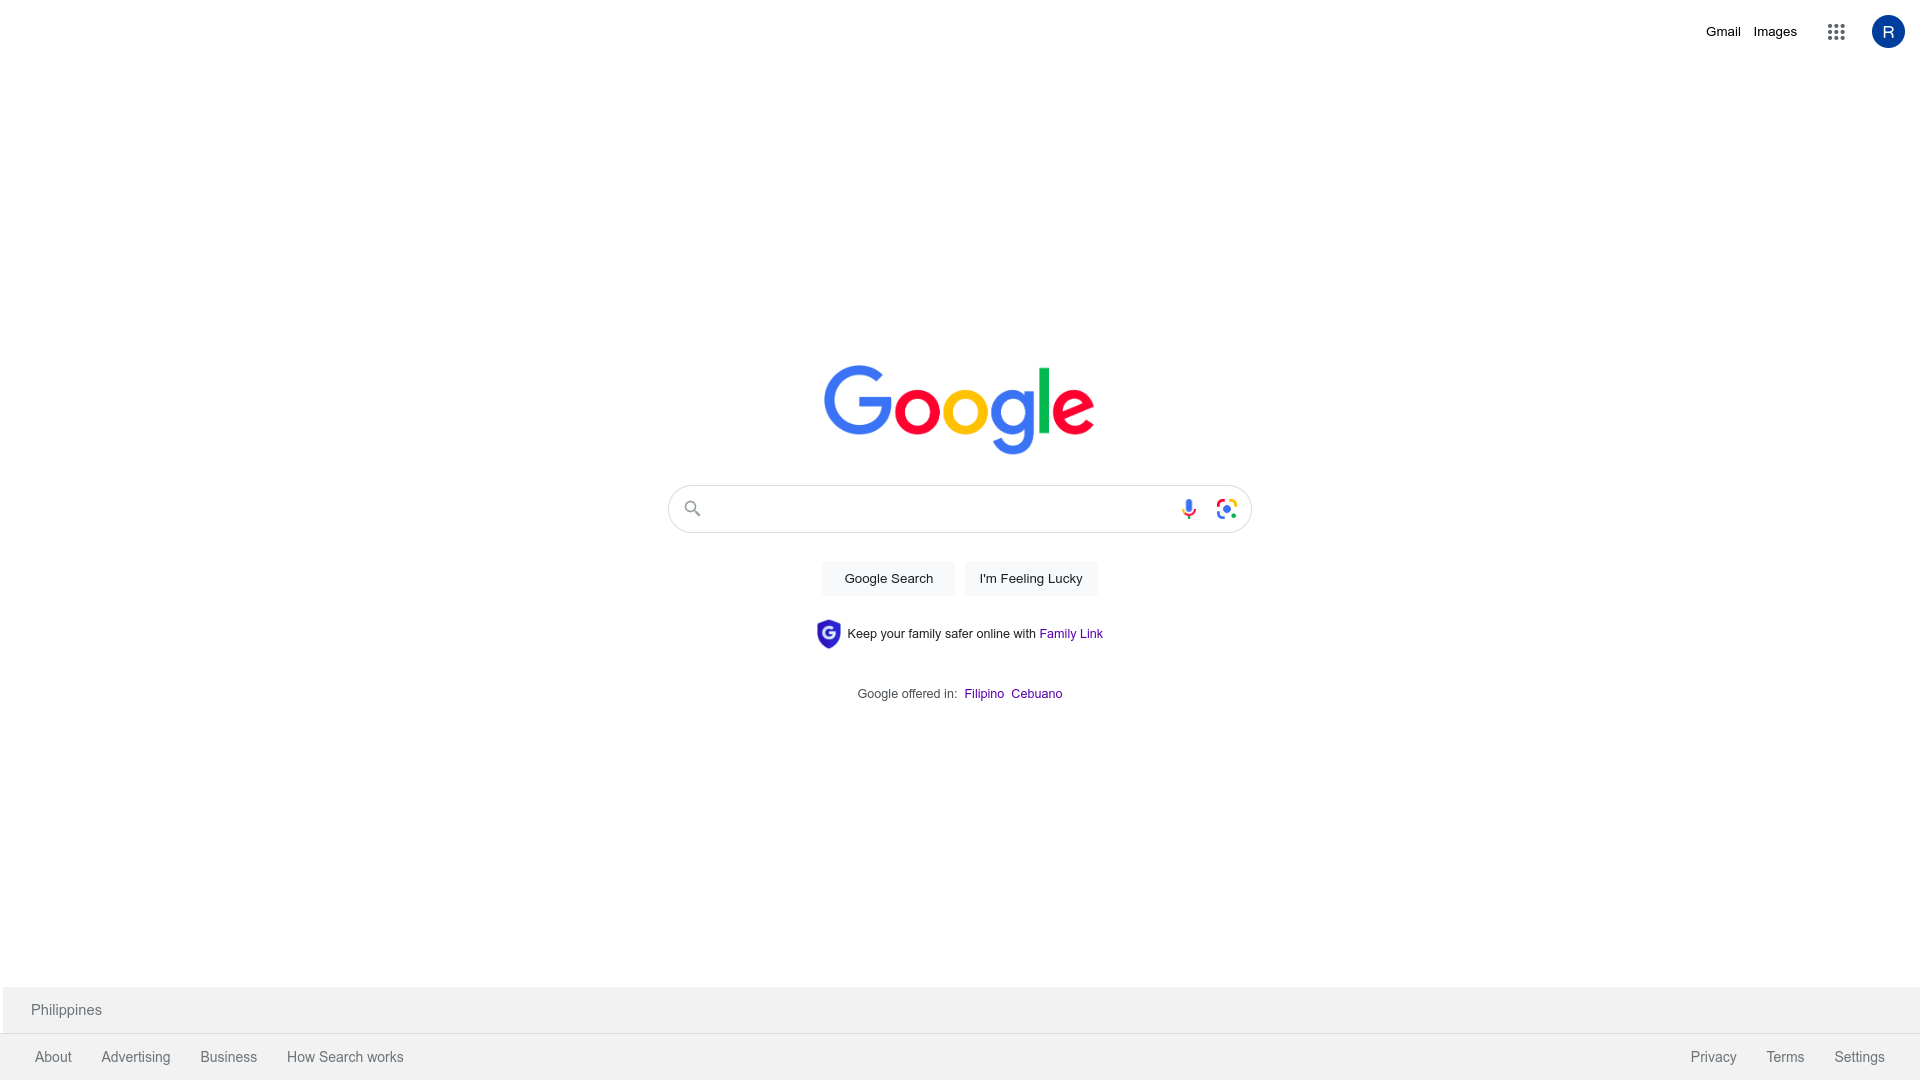 Gmail Images R
Google
Google Search I'm Feeling Lucky
G Keep your family safer online with Family Link
Google offered in: Filipino Cebuano
Philippines
About Advertising Business How Search works Privacy Terms Settings